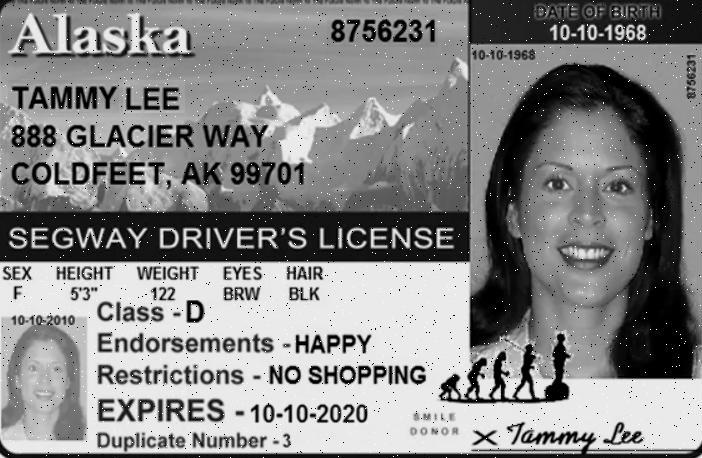 Alaska
8756231
TAMMY LEE
888 GLACIER WAY
COLDFEET, AK 99701
SEGWAY DRIVER'S LICENSE
SEX HEIGHT WEIGHT EYES HAIR
F 5'3" 122 BRW BLK
10-10-2010
Class - D
Endorsements - HAPPY
Restrictions - NO SHOPPING
EXPIRES - 10-10-2020
Duplicate Number - 3
DATE OF BIRTH
10-10-1968
10-10-1968
8756231
SMILE
DONOR
X Tammy Lee